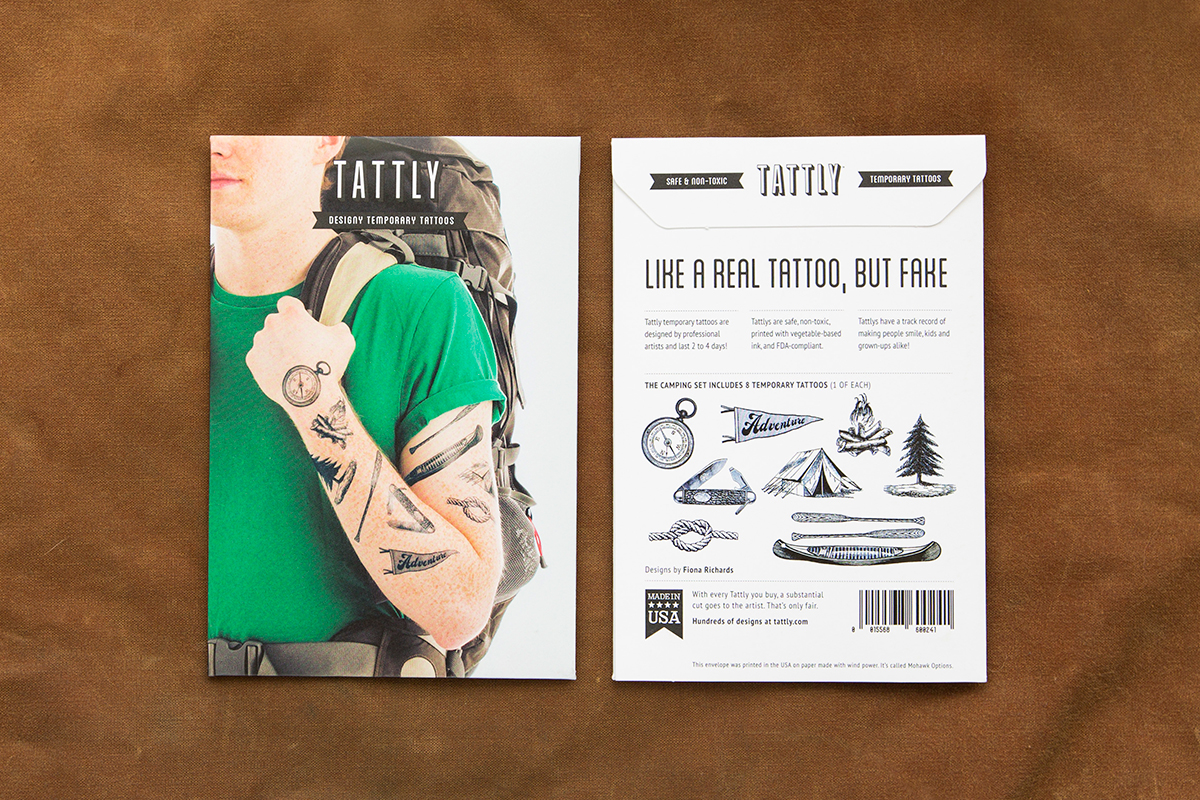 TATTLY
DESIGNY TEMPORARY TATTOOS
Adventure
SAFE & NON-TOXIC
TATTLY
TEMPORARY TATTOOS
LIKE A REAL TATTOO, BUT FAKE
Tattly temporary tattoos are
designed by professional
artists and last 2 to 4 days!
Tattlys are safe, non-toxic,
printed with vegetable-based
ink, and FDA-compliant.
Tattlys have a track record of
making people smile, kids and
grown-ups alike!
THE CAMPING SET INCLUDES 8 TEMPORARY TATTOOS (1 OF EACH)
Adventure
Designs by Fiona Richards
MADE IN
USA
With every Tattly you buy, a substantial
cut goes to the artist. That's only fair.
Hundreds of designs at tattly.com
0 015568 600241
This envelope was printed in the USA on paper made with wind power. It's called Mohawk Options.